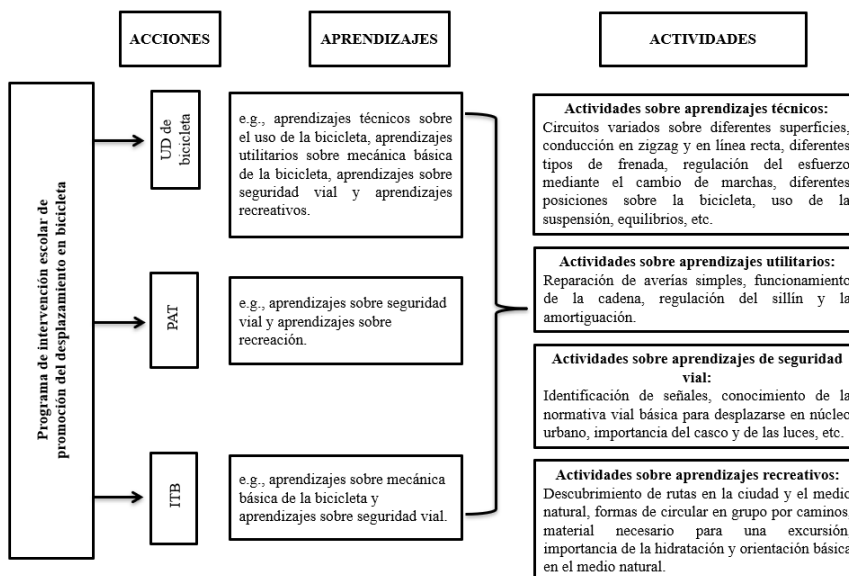 ACCIONES
APRENDIZAJES
ACTIVIDADES
Programa de intervención escolar de
promoción del desplazamiento en bicicleta
UD de
bicicleta
e.g., aprendizajes técnicos sobre
el uso de la bicicleta, aprendizajes
utilitarios sobre mecánica básica
de la bicicleta, aprendizajes sobre
seguridad vial y aprendizajes
recreativos.
PAT
e.g., aprendizajes sobre seguridad
vial y aprendizajes sobre
recreación.
ITB
e.g., aprendizajes sobre mecánica
básica de la bicicleta y
aprendizajes sobre seguridad vial.
Actividades sobre aprendizajes técnicos:
Circuitos variados sobre diferentes superficies,
conducción en zigzag y en línea recta, diferentes
tipos de frenada, regulación del esfuerzo
mediante el cambio de marchas, diferentes
posiciones sobre la bicicleta, uso de la
suspensión, equilibrios, etc.
Actividades sobre aprendizajes utilitarios:
Reparación de averías simples, funcionamiento
de la cadena, regulación del sillín y la
amortiguación.
Actividades sobre aprendizajes de seguridad
vial:
Identificación de señales, conocimiento de la
normativa vial básica para desplazarse en núcleo
urbano, importancia del casco y de las luces, etc.
Actividades sobre aprendizajes recreativos:
Descubrimiento de rutas en la ciudad y el medio
natural, formas de circular en grupo por caminos,
material necesario para una excursión,
importancia de la hidratación y orientación básica
en el medio natural.